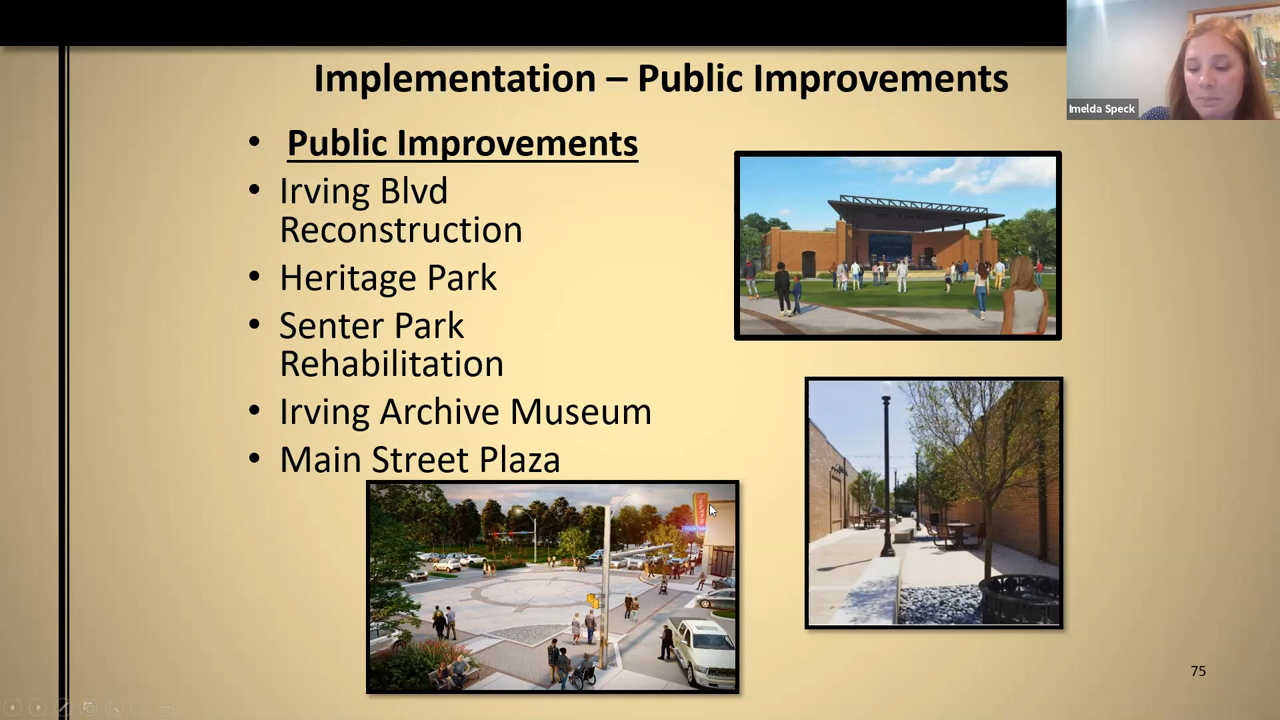 Implementation – Public Improvements
Imelda Speck
• Public Improvements
• Irving Blvd
Reconstruction
• Heritage Park
• Senter Park
Rehabilitation
• Irving Archive Museum
• Main Street Plaza
75